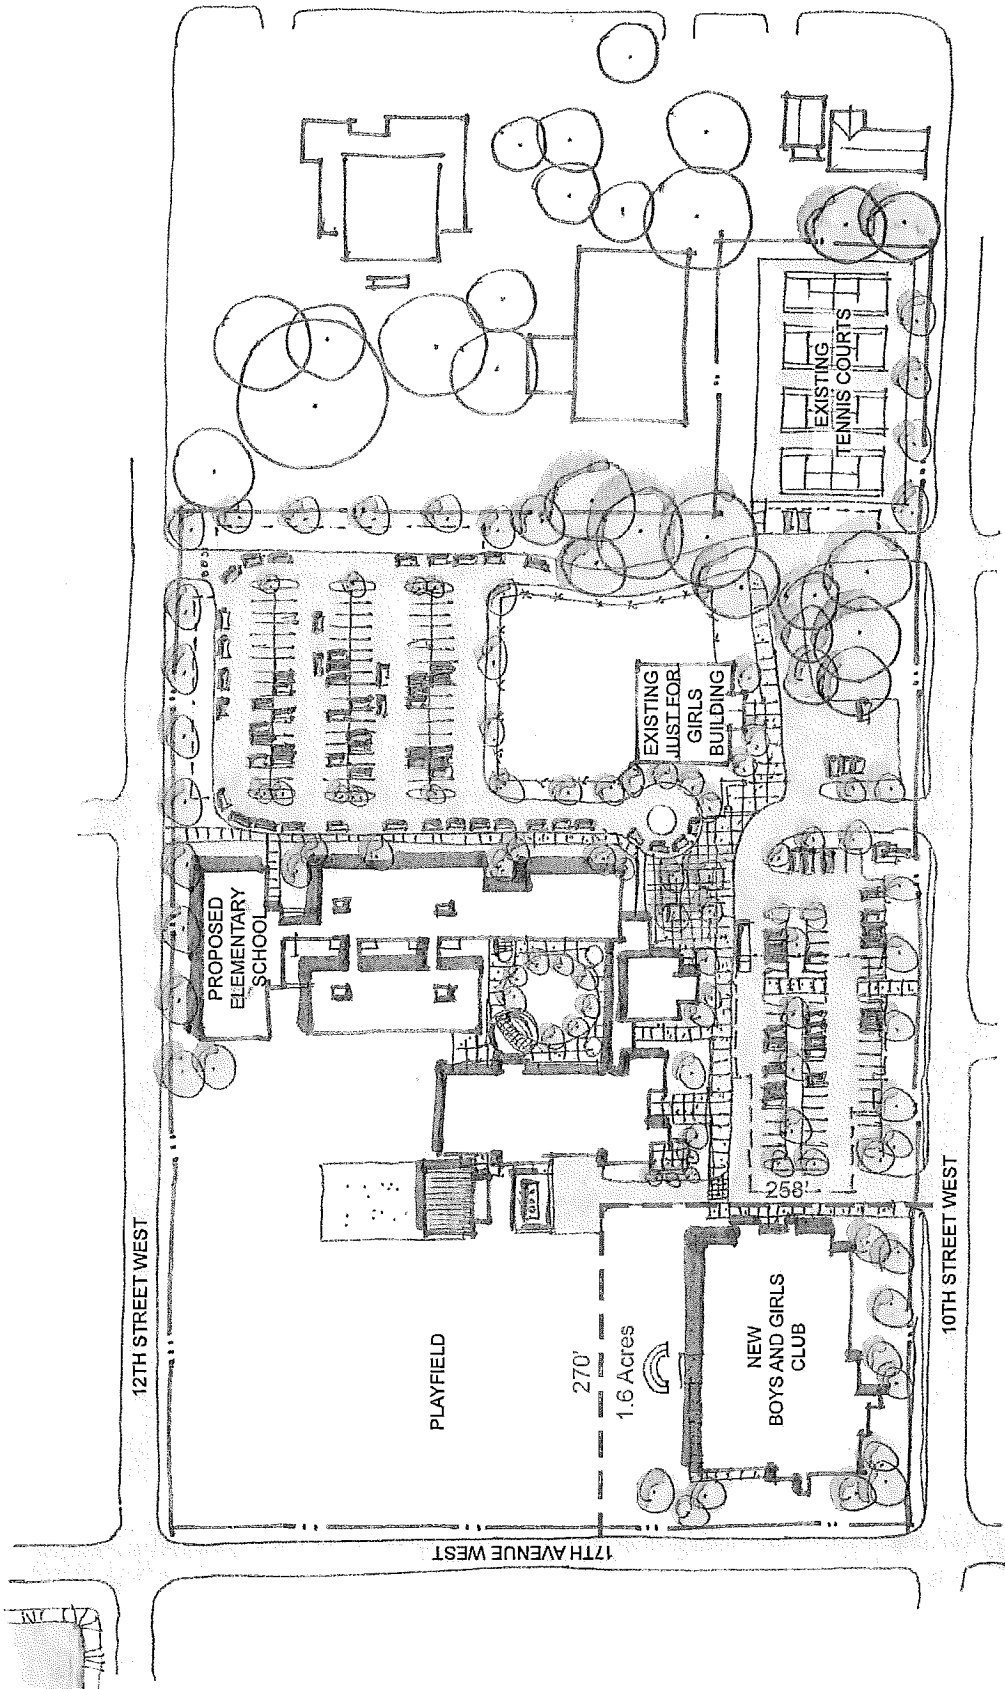 12TH STREET WEST
PROPOSED
ELEMENTARY
SCHOOL
PLAYFIELD
17TH AVENUE WEST
270'
1.6 Acres
258'
NEW
BOYS AND GIRLS
CLUB
EXISTING
JUST FOR
GIRLS
BUILDING
EXISTING
TENNIS COURTS
10TH STREET WEST